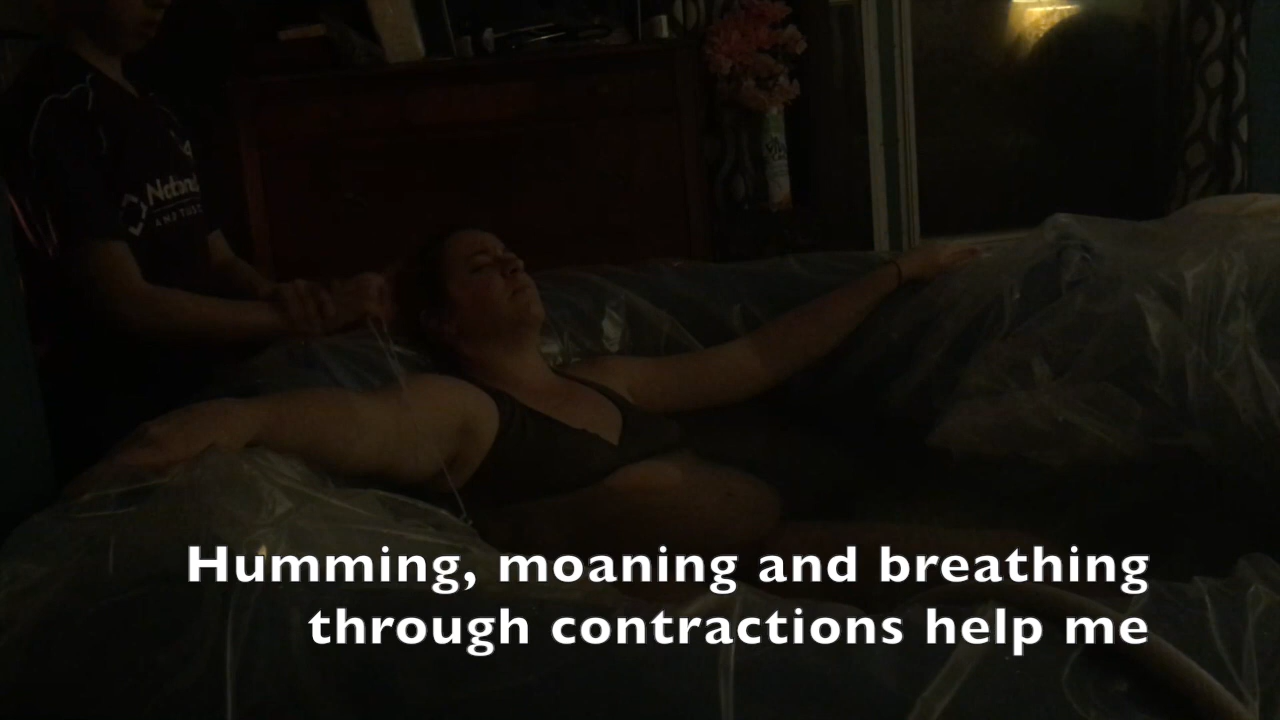 Humming, moaning and breathing
through contractions help me